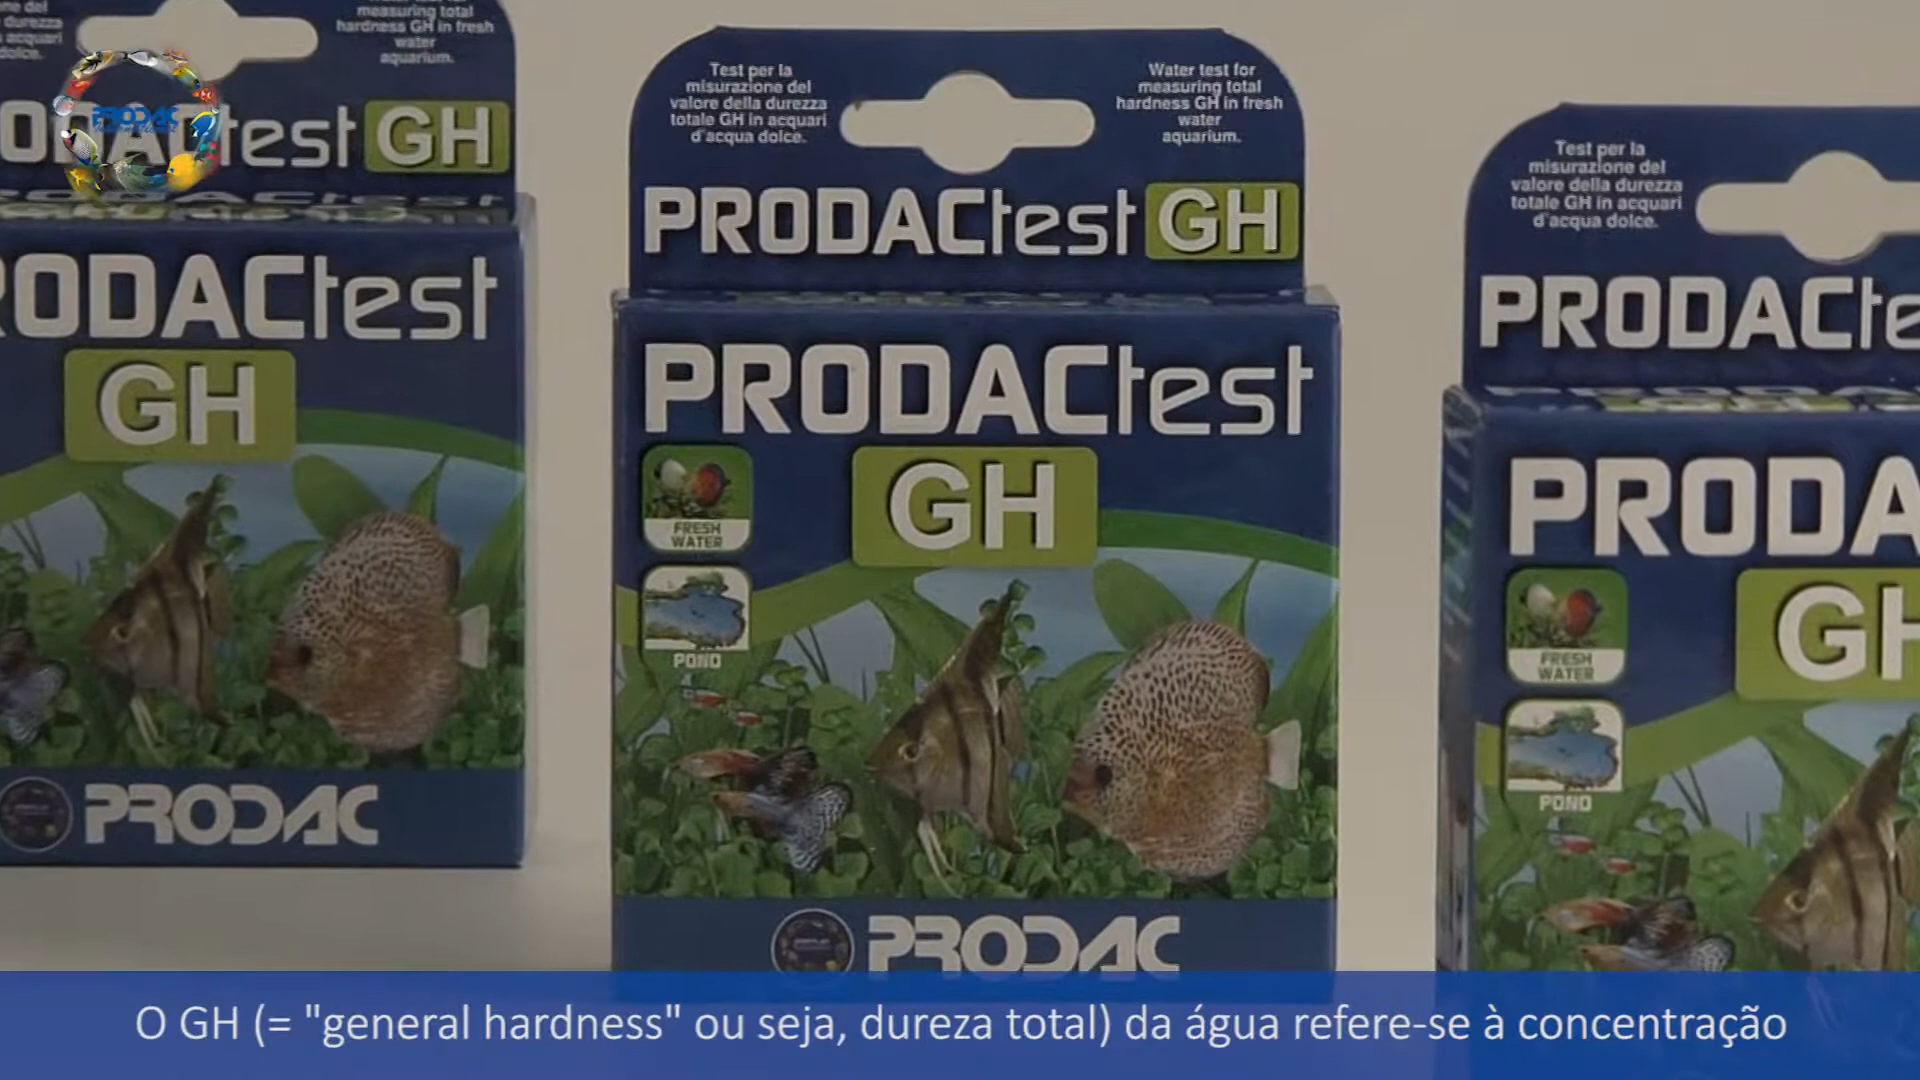 measuring total
hardness GH in fresh
water
aquarium.
PRODAC
test GH
RODACtest
GH
PRODAC
Test per la
misurazione del
valore della durezza
totale GH in acquari
d'acqua dolce.
Water test for
measuring total
hardness GH in fresh
water
aquarium.
PRODACtest GH
PRODACtest
GH
FRESH
WATER
POND
PRODAC
Test per la
misurazione del
valore della durezza
totale GH in acquari
d'acqua dolce.
PRODACte
PRODA
GH
FRESH
WATER
POND
O GH (= "general hardness" ou seja, dureza total) da água refere-se à concentração